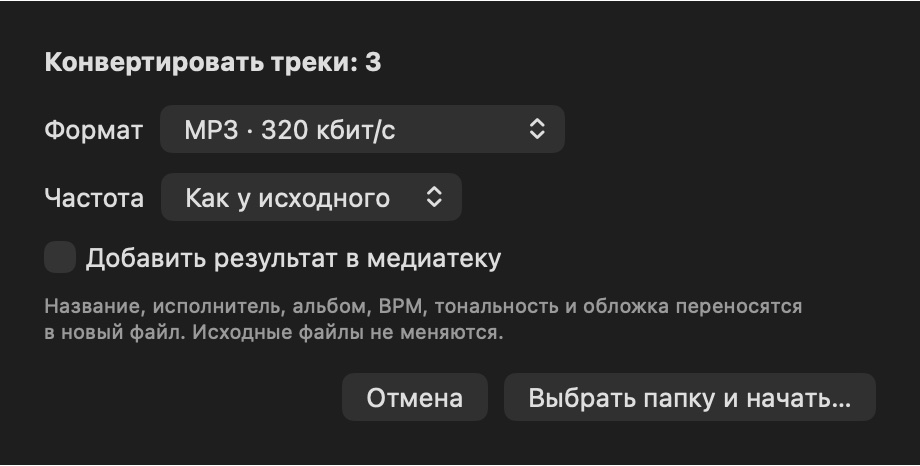 Конвертировать треки: 3
Формат MP3 · 320 кбит/с
Частота Как у исходного
Добавить результат в медиатеку
Название, исполнитель, альбом, BPM, тональность и обложка переносятся
в новый файл. Исходные файлы не меняются.
Отмена Выбрать папку и начать...